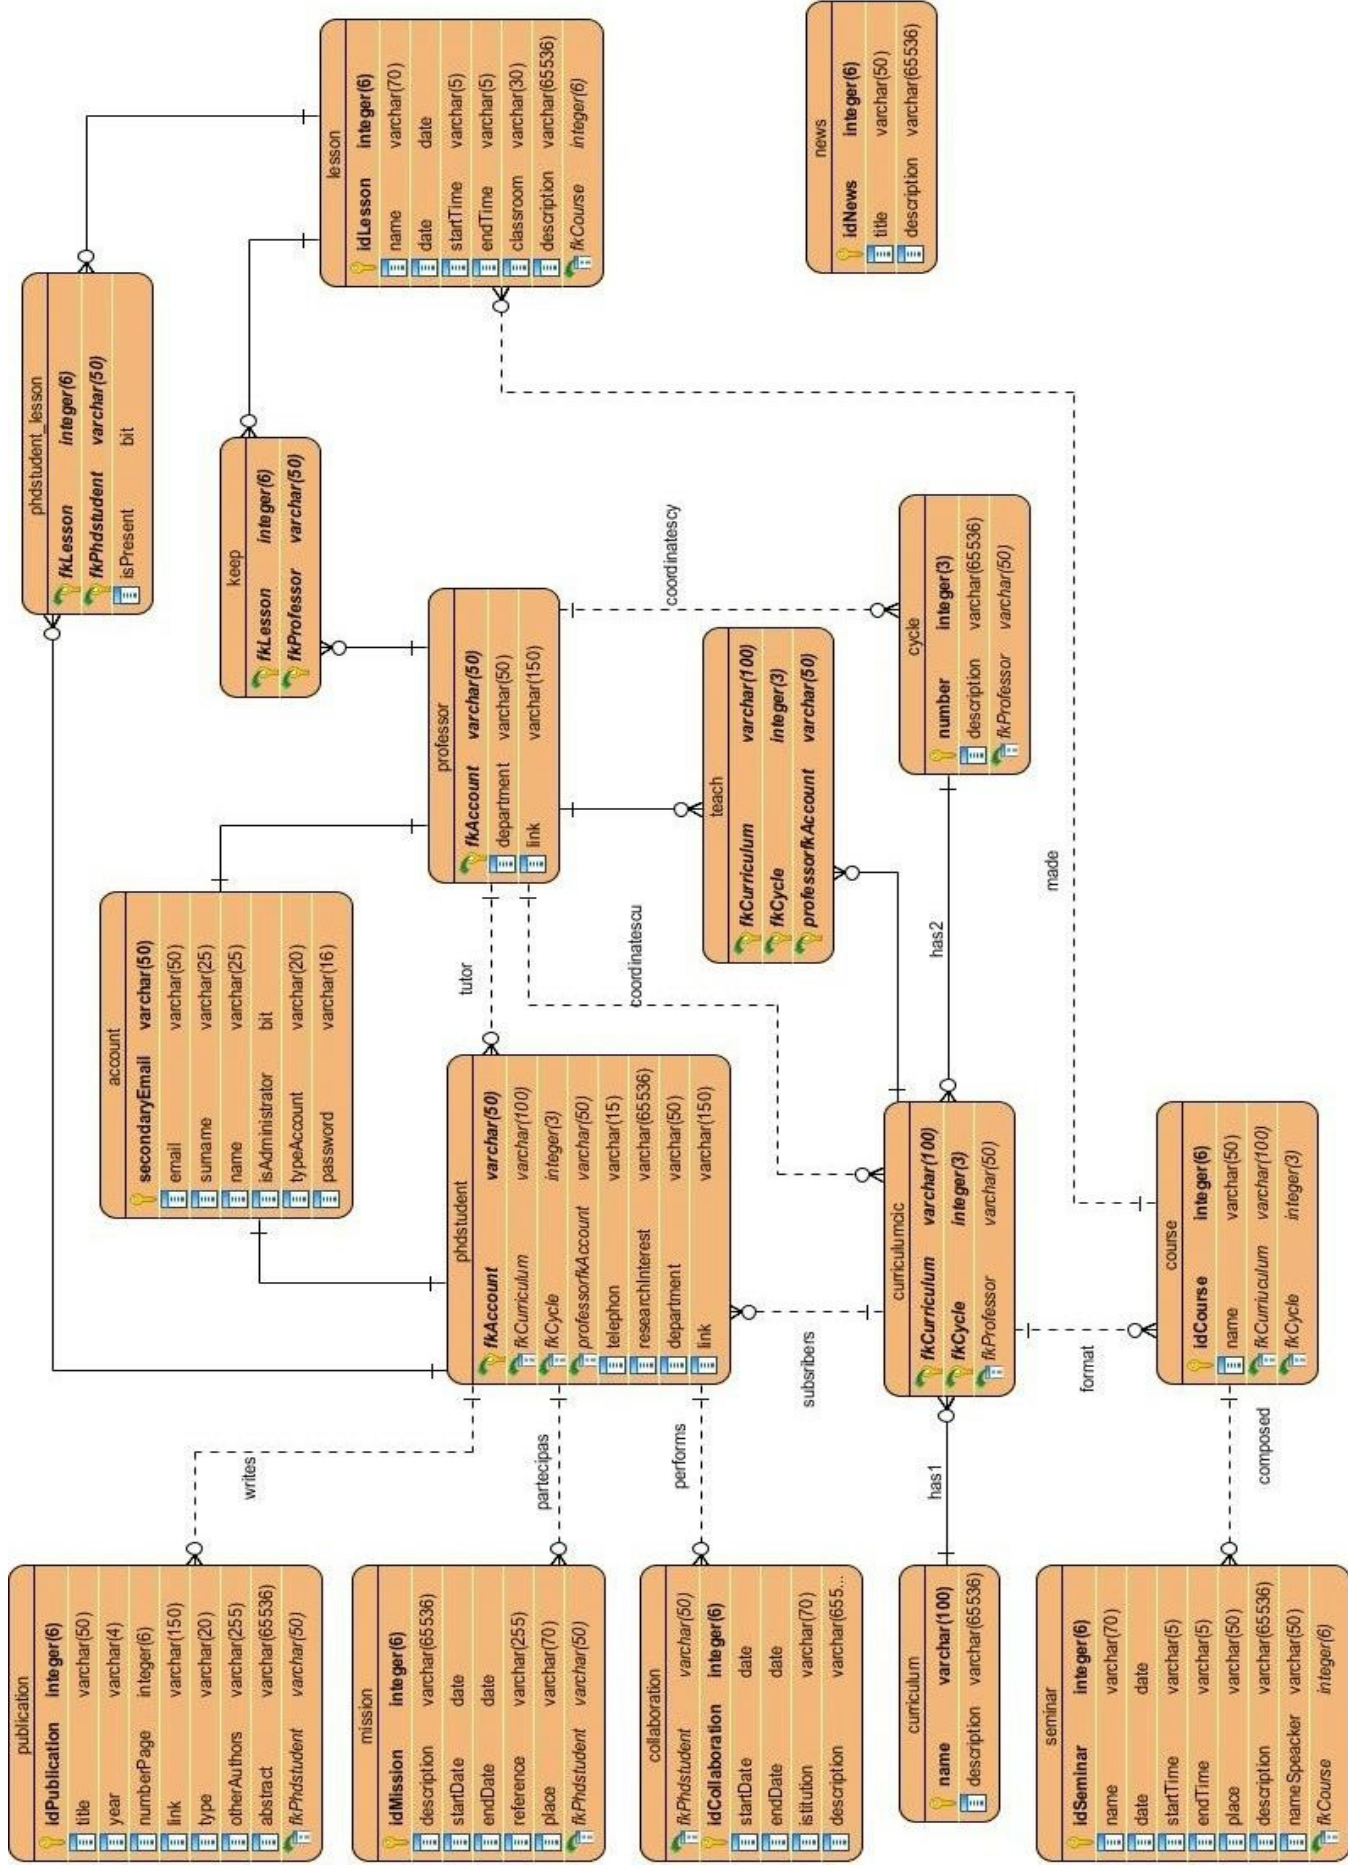 publication
idPublication integer(6)
title varchar(50)
year varchar(4)
numberPage integer(6)
link varchar(150)
type varchar(20)
otherAuthors varchar(255)
abstract varchar(65536)
fkPhdstudent varchar(50)
mission
idMission integer(6)
description varchar(65536)
startDate date
endDate date
reference varchar(255)
place varchar(70)
fkPhdstudent varchar(50)
collaboration
fkPhdstudent varchar(50)
idCollaboration integer(6)
startDate date
endDate date
istitution varchar(70)
description varchar(655...
curriculum
name varchar(100)
description varchar(65536)
seminar
idSeminar integer(6)
name varchar(70)
date date
startTime varchar(5)
endTime varchar(5)
place varchar(50)
description varchar(65536)
nameSpeacker varchar(50)
fkCourse integer(6)
writes
partecipas
performs
has1
composed
account
secondaryEmail varchar(50)
email varchar(50)
surname varchar(25)
name varchar(25)
isAdministrator bit
typeAccount varchar(20)
password varchar(16)
phdstudent
fkAccount varchar(50)
fkCurriculum varchar(100)
fkCycle integer(3)
professorfkAccount varchar(50)
telephon varchar(15)
researchInterest varchar(65536)
department varchar(50)
link varchar(150)
subsribers
curriculumcic
fkCurriculum varchar(100)
fkCycle integer(3)
fkProfessor varchar(50)
format
course
idCourse integer(6)
name varchar(50)
fkCurriuculum varchar(100)
fkCycle integer(3)
tutor
coordinatescu
has2
made
professor
fkAccount varchar(50)
department varchar(50)
link varchar(150)
teach
fkCurriculum varchar(100)
fkCycle integer(3)
professorfkAccount varchar(50)
cycle
number integer(3)
description varchar(65536)
fkProfessor varchar(50)
coordinatescy
keep
fkLesson integer(6)
fkProfessor varchar(50)
phdstudent_lesson
fkLesson integer(6)
fkPhdstudent varchar(50)
isPresent bit
lesson
idLesson integer(6)
name varchar(70)
date date
startTime varchar(5)
endTime varchar(5)
classroom varchar(30)
description varchar(65536)
fkCourse integer(6)
news
idNews integer(6)
title varchar(50)
description varchar(65536)